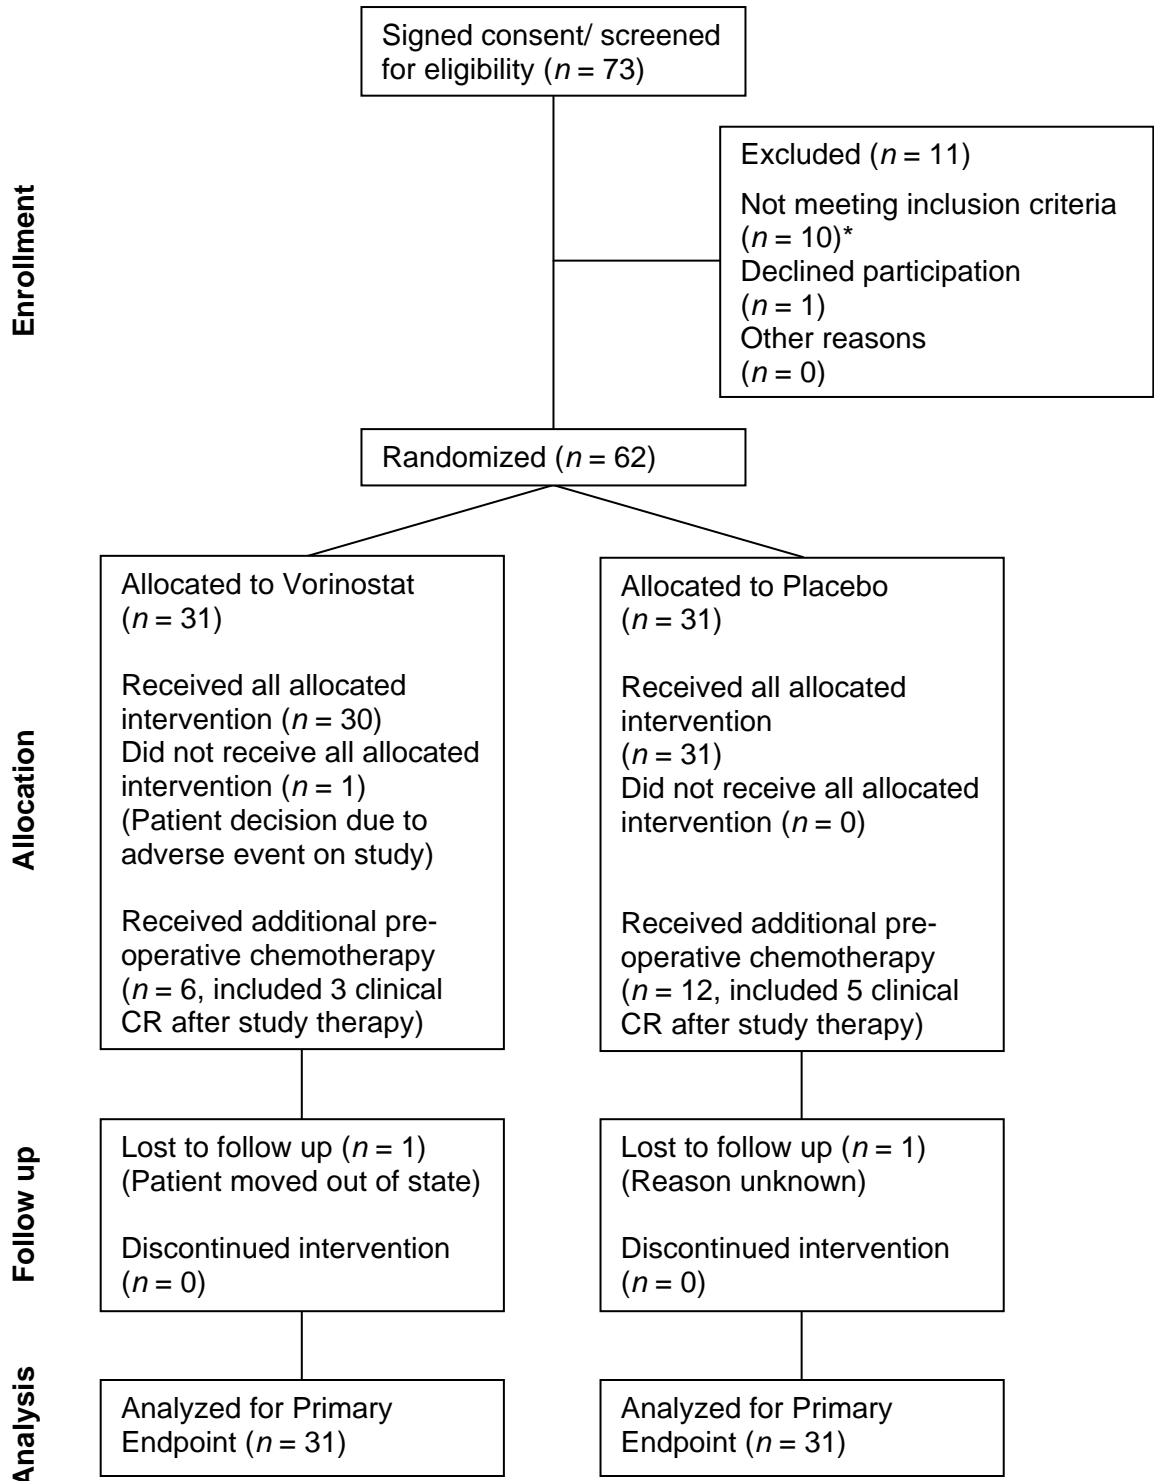 Signed consent/ screened
for eligibility (n = 73)
Enrollment
Excluded (n = 11)
Not meeting inclusion criteria
(n = 10)*
Declined participation
(n = 1)
Other reasons
(n = 0)
Randomized (n = 62)
Allocation
Allocated to Vorinostat
(n = 31)
Received all allocated
intervention (n = 30)
Did not receive all allocated
intervention (n = 1)
(Patient decision due to
adverse event on study)
Received additional pre-
operative chemotherapy
(n = 6, included 3 clinical
CR after study therapy)
Allocated to Placebo
(n = 31)
Received all allocated
intervention
(n = 31)
Did not receive all allocated
intervention (n = 0)
Received additional pre-
operative chemotherapy
(n = 12, included 5 clinical
CR after study therapy)
Follow up
Lost to follow up (n = 1)
(Patient moved out of state)
Discontinued intervention
(n = 0)
Lost to follow up (n = 1)
(Reason unknown)
Discontinued intervention
(n = 0)
Analysis
Analyzed for Primary
Endpoint (n = 31)
Analyzed for Primary
Endpoint (n = 31)